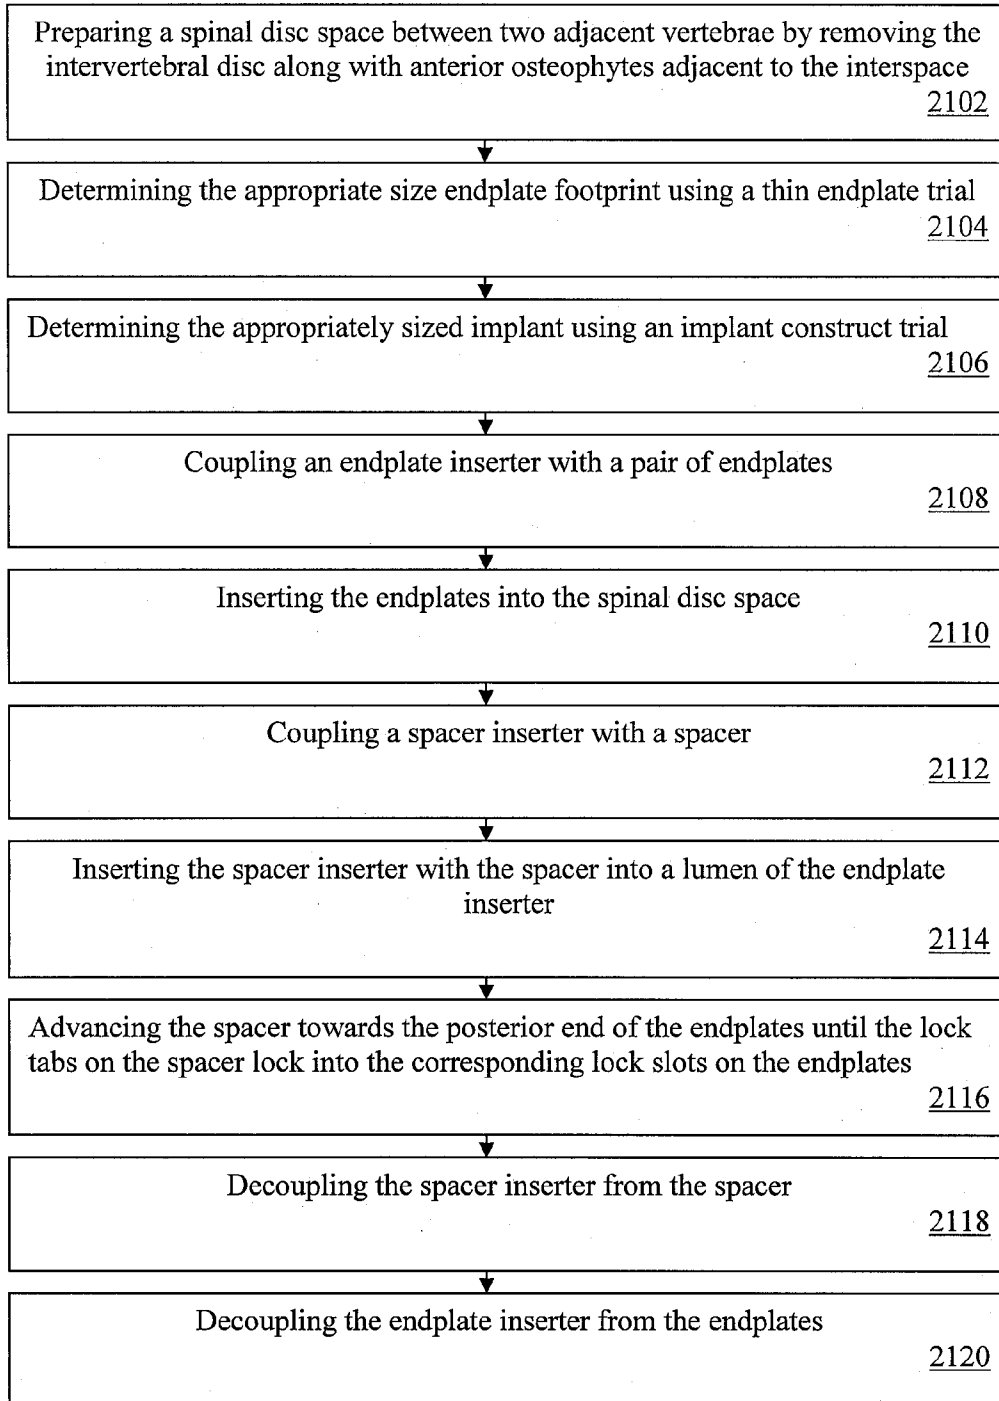 Preparing a spinal disc space between two adjacent vertebrae by removing the
intervertebral disc along with anterior osteophytes adjacent to the interspace
2102
Determining the appropriate size endplate footprint using a thin endplate trial
2104
Determining the appropriately sized implant using an implant construct trial
2106
Coupling an endplate inserter with a pair of endplates
2108
Inserting the endplates into the spinal disc space
2110
Coupling a spacer inserter with a spacer
2112
Inserting the spacer inserter with the spacer into a lumen of the endplate
inserter
2114
Advancing the spacer towards the posterior end of the endplates until the lock
tabs on the spacer lock into the corresponding lock slots on the endplates
2116
Decoupling the spacer inserter from the spacer
2118
Decoupling the endplate inserter from the endplates
2120